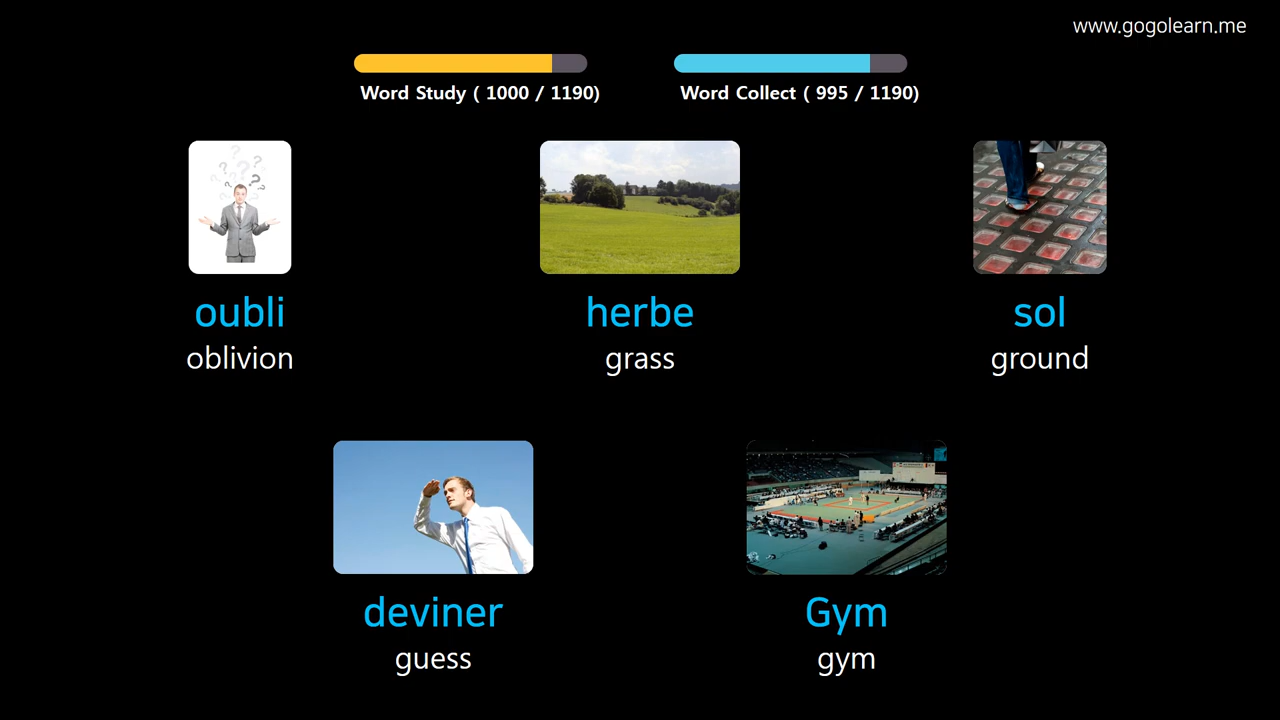 www.gogolearn.me
Word Study ( 1000 / 1190)
Word Collect ( 995 / 1190)
oubli
oblivion
herbe
grass
sol
ground
deviner
guess
Gym
gym